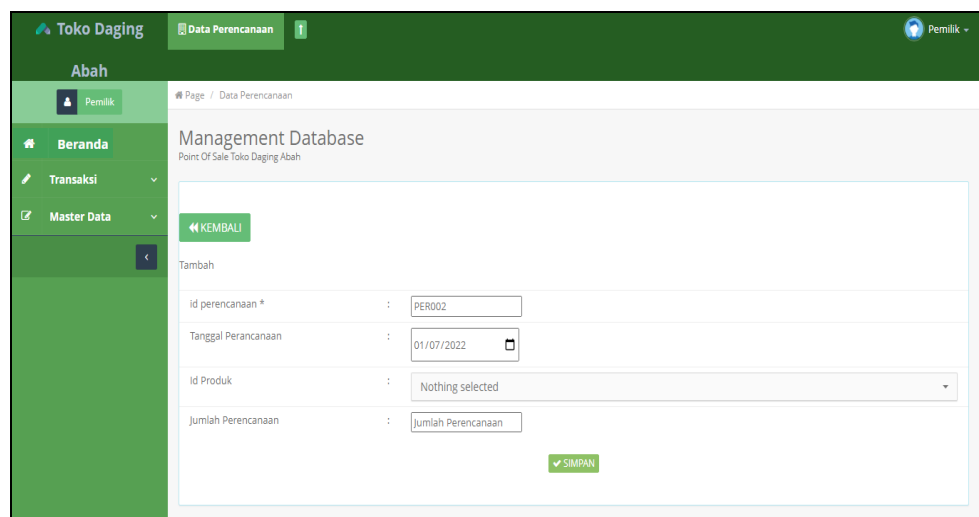 Toko Daging
Abah
Data Perencanaan
Pemilik
Pemilik
Page / Data Perencanaan
Beranda
Transaksi
Master Data
Management Database
Point Of Sale Toko Daging Abah
KEMBALI
Tambah
id perencanaan * : PER002
Tanggal Perancanaan : 01/07/2022
Id Produk : Nothing selected
Jumlah Perencanaan : Jumlah Perencanaan
SIMPAN